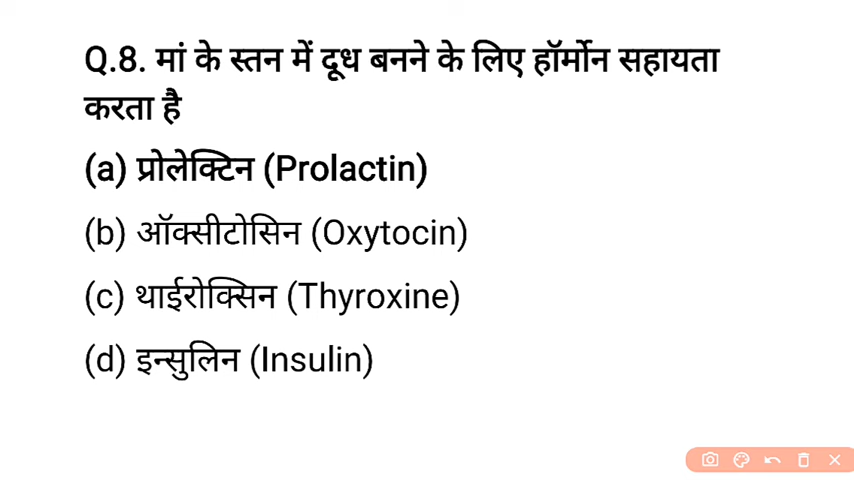 Q.8. मां के स्तन में दूध बनने के लिए हॉर्मोन सहायता
करता है
(a) प्रोलेक्टिन (Prolactin)
(b) ऑक्सीटोसिन (Oxytocin)
(c) थाईरोक्सिन (Thyroxine)
(d) इन्सुलिन (Insulin)